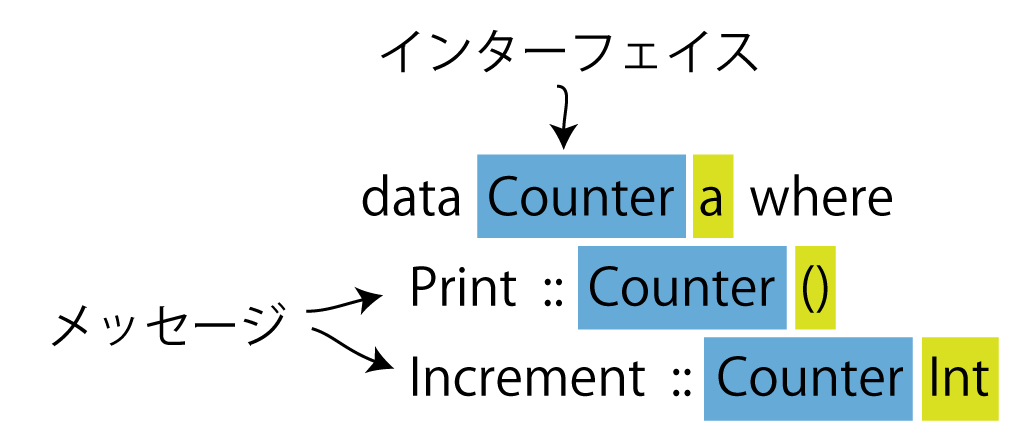 インターフェイス
data Counter a where
Print :: Counter ()
メッセージ
Increment :: Counter Int